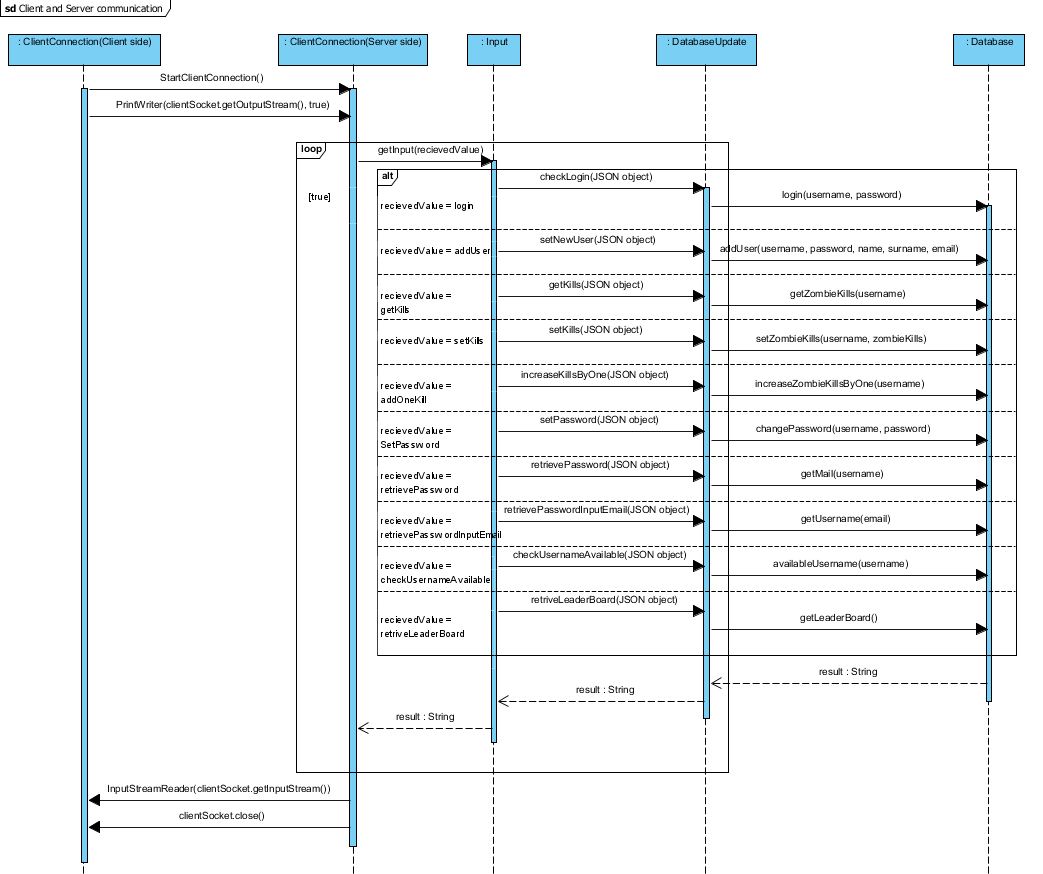 sd Client and Server communication
: ClientConnection(Client side)
: ClientConnection(Server side)
: Input
: DatabaseUpdate
: Database
StartClientConnection()
PrintWriter(clientSocket.getOutputStream(), true)
loop
getInput(recievedValue)
[true]
alt
checkLogin(JSON object)
login(username, password)
recievedValue = login
setNewUser(JSON object)
addUser(username, password, name, surname, email)
recievedValue = addUser
getKills(JSON object)
getZombieKills(username)
recievedValue =
getKills
setKills(JSON object)
setZombieKills(username, zombieKills)
recievedValue = setKills
increaseKillsByOne(JSON object)
increaseZombieKillsByOne(username)
recievedValue =
addOneKill
setPassword(JSON object)
changePassword(username, password)
recievedValue =
SetPassword
retrievePassword(JSON object)
getMail(username)
recievedValue =
retrievePassword
retrievePasswordInputEmail(JSON object)
getUsername(email)
recievedValue =
retrievePasswordInputEmail
checkUsernameAvailable(JSON object)
availableUsername(username)
recievedValue =
checkUsernameAvailable
retriveLeaderBoard(JSON object)
getLeaderBoard()
recievedValue =
retriveLeaderBoard
result : String
result : String
result : String
InputStreamReader(clientSocket.getInputStream())
clientSocket.close()